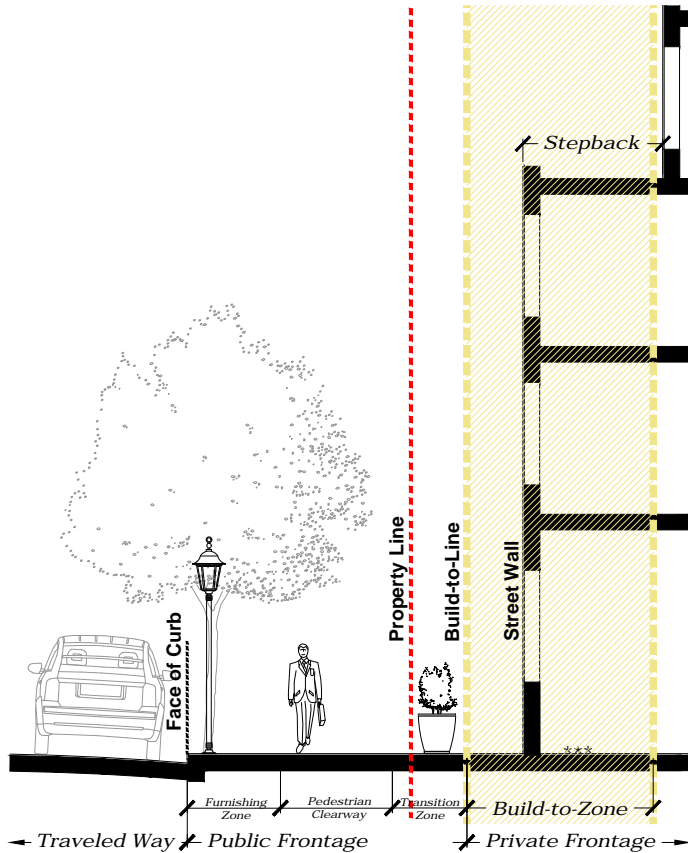 Stepback
Face of Curb
Property Line
Build-to-Line
Street Wall
***
Furnishing
Zone
Pedestrian
Clearway
Transition
Zone
Build-to-Zone
Traveled Way
Public Frontage
Private Frontage